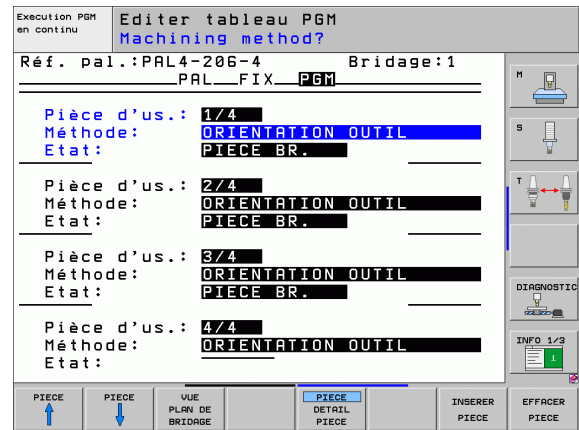 Execution PGM
en continu
Editer tableau PGM
Machining method?
Réf. pal.:PAL4-206-4 Bridage:1
PAL__FIX__PGM
Pièce d'us.: 1/4
Méthode: ORIENTATION OUTIL
Etat: PIECE BR.
Pièce d'us.: 2/4
Méthode: ORIENTATION OUTIL
Etat: PIECE BR.
Pièce d'us.: 3/4
Méthode: ORIENTATION OUTIL
Etat: PIECE BR.
Pièce d'us.: 4/4
Méthode: ORIENTATION OUTIL
Etat:
M
S
T
DIAGNOSTIC
INFO 1/3
i
PIECE
PIECE
VUE
PLAN DE
BRIDAGE
PIECE
DETAIL
PIECE
INSERER
PIECE
EFFACER
PIECE